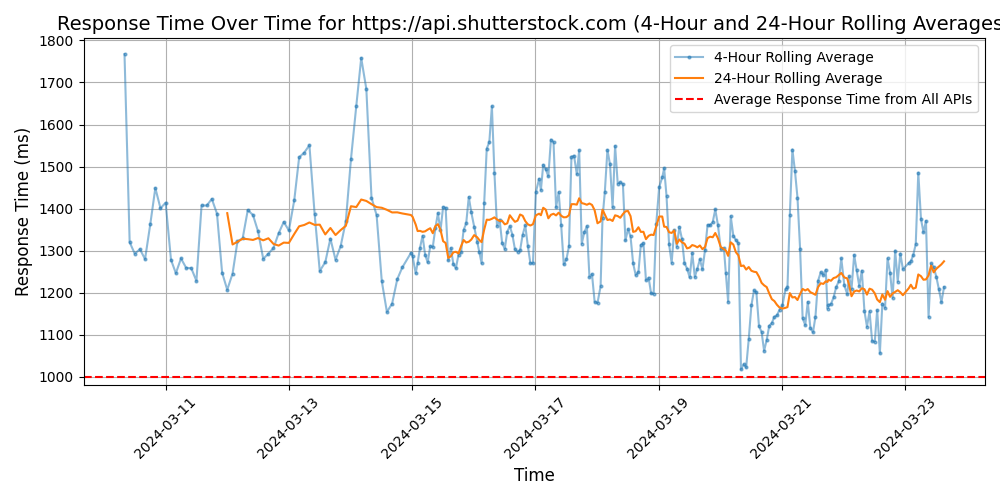 Response Time Over Time for https://api.shutterstock.com (4-Hour and 24-Hour Rolling Averages
4-Hour Rolling Average
24-Hour Rolling Average
Average Response Time from All APIs
Response Time (ms)
1800
1700
1600
1500
1400
1300
1200
1100
1000
2024-03-11
2024-03-13
2024-03-15
2024-03-17
2024-03-19
2024-03-21
2024-03-23
Time